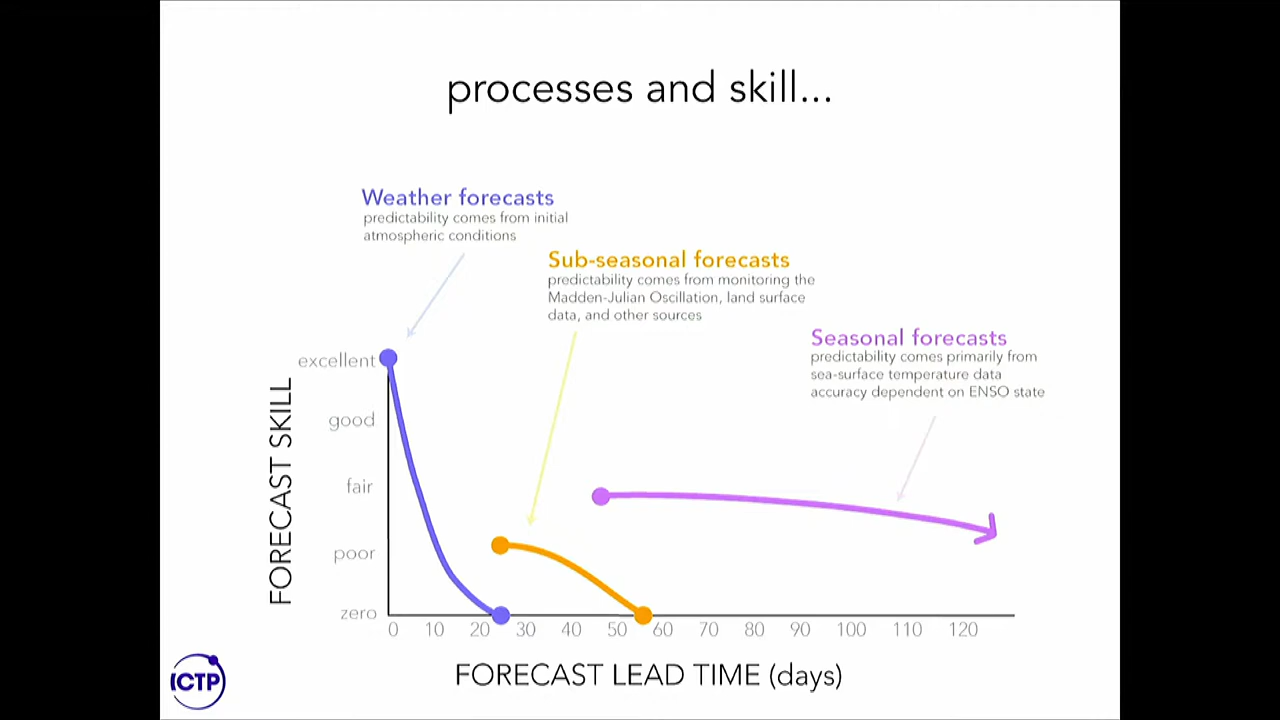 processes and skill...
Weather forecasts
predictability comes from initial
atmospheric conditions
Sub-seasonal forecasts
predictability comes from monitoring the
Madden-Julian Oscillation, land surface
data, and other sources
Seasonal forecasts
predictability comes primarily from
sea-surface temperature data
accuracy dependent on ENSO state
FORECAST SKILL
excellent
good
fair
poor
zero
0 10 20 30 40 50 60 70 80 90 100 110 120
FORECAST LEAD TIME (days)
ICTP